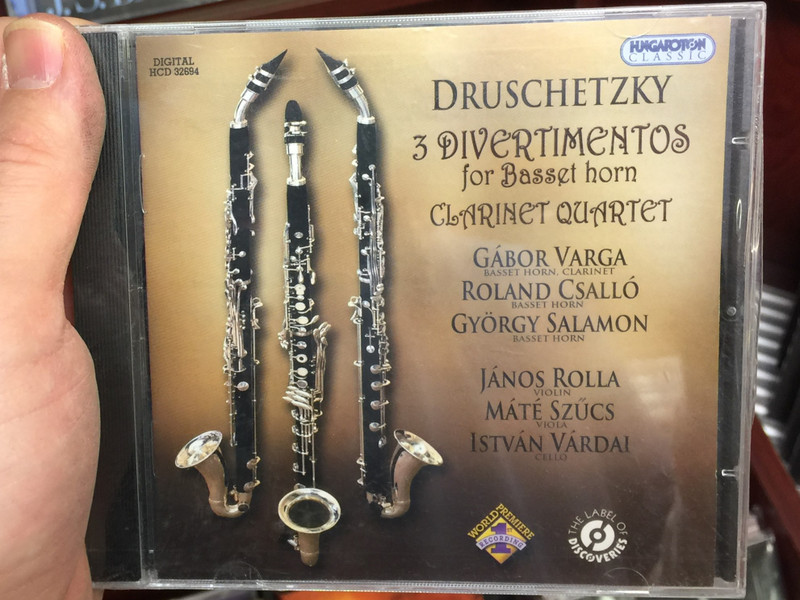 J.S. B
DIGITAL
HCD 32694
HUNGAROTON
CLASSIC
DRUSCHETZKY
3 DIVERTIMENTOS
for Basset horn
CLARINET QUARTET
GÁBOR VARGA
BASSET HORN, CLARINET
ROLAND CSALLÓ
BASSET HORN
GYÖRGY SALAMON
BASSET HORN
JÁNOS ROLLA
VIOLIN
MÁTÉ SZŰCS
VIOLA
ISTVÁN VÁRDAI
CELLO
WORLD PREMIERE
1st
RECORDING
THE LABEL OF
DISCOVERIES